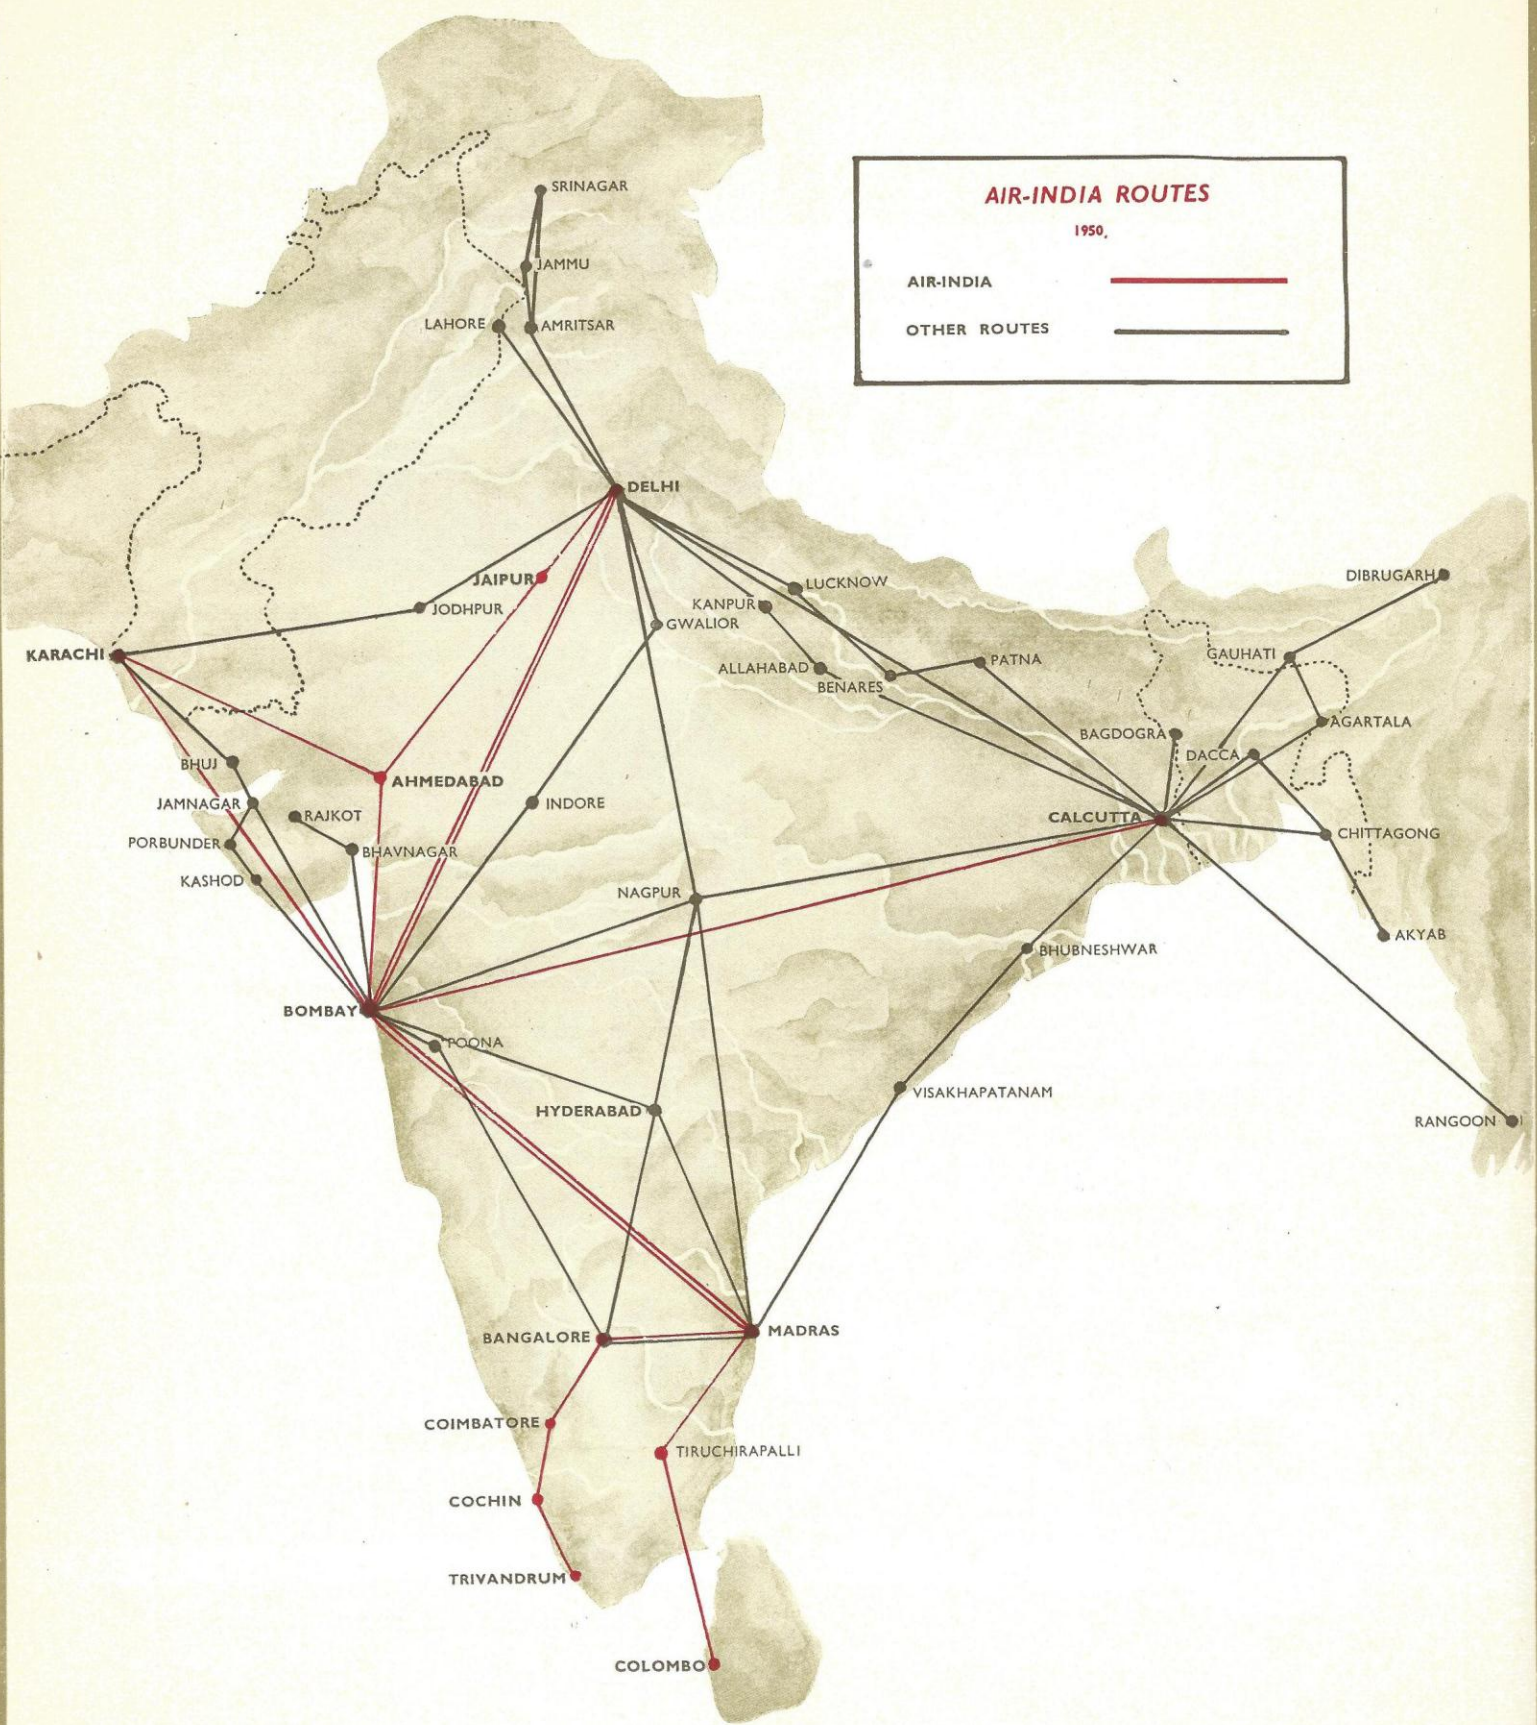 AIR-INDIA ROUTES
1950.
AIR-INDIA
OTHER ROUTES
SRINAGAR
JAMMU
LAHORE
AMRITSAR
DELHI
JAIPUR
JODHPUR
LUCKNOW
KANPUR
GWALIOR
DIBRUGARH
KARACHI
ALLAHABAD
BENARES
PATNA
GAUHATI
AGARTALA
BAGDOGRA
DACCA
BHUJ
AHMEDABAD
JAMNAGAR
RAJKOT
INDORE
CALCUTTA
CHITTAGONG
PORBUNDER
BHAVNAGAR
KASHOD
NAGPUR
AKYAB
BHUBNESHWAR
BOMBAY
POONA
HYDERABAD
VISAKHAPATANAM
RANGOON
BANGALORE
MADRAS
COIMBATORE
TIRUCHIRAPALLI
COCHIN
TRIVANDRUM
COLOMBO